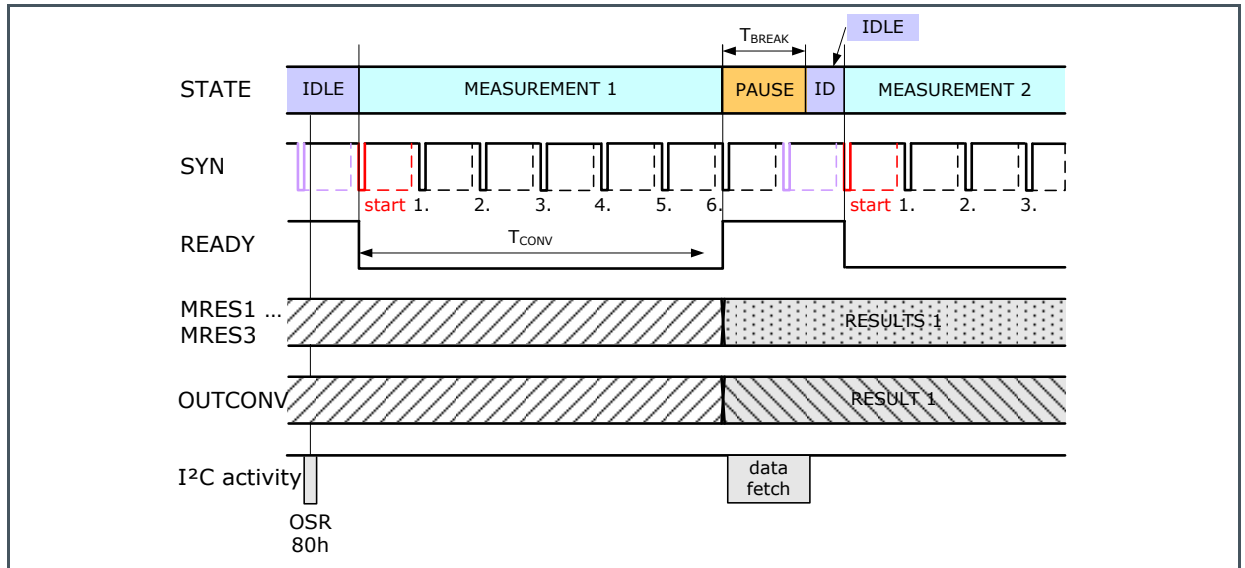 IDLE
TBREAK
STATE IDLE MEASUREMENT 1 PAUSE ID MEASUREMENT 2
SYN
start 1. 2. 3. 4. 5. 6. start 1. 2. 3.
READY
TCONV
MRES1 ...
MRES3
RESULTS 1
OUTCONV RESULT 1
I²C activity
data
fetch
OSR
80h